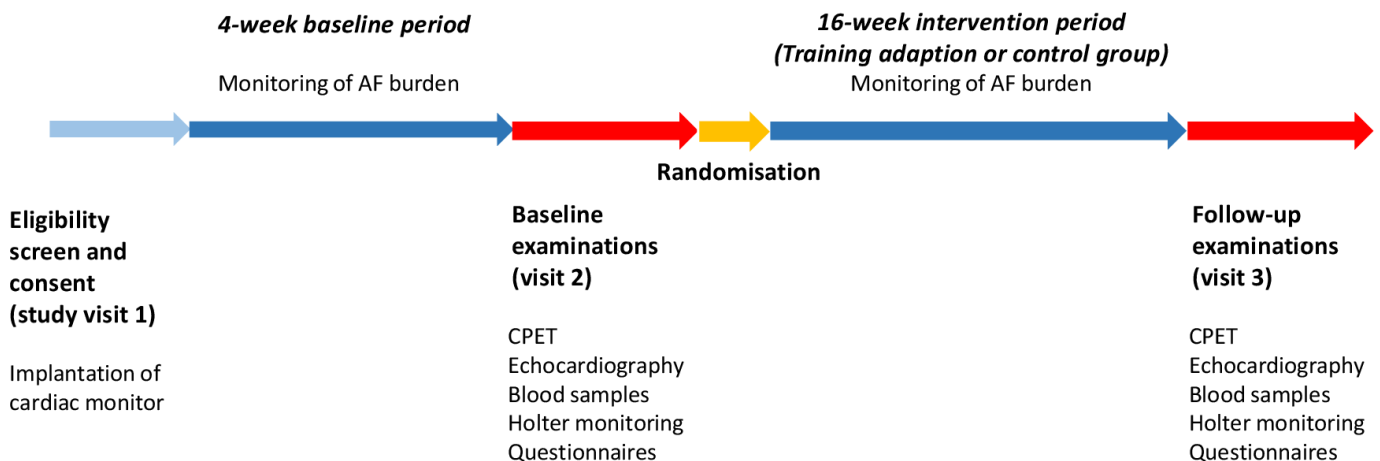 4-week baseline period
Monitoring of AF burden
16-week intervention period
(Training adaption or control group)
Monitoring of AF burden
Randomisation
Eligibility
screen and
consent
(study visit 1)
Implantation of
cardiac monitor
Baseline
examinations
(visit 2)
CPET
Echocardiography
Blood samples
Holter monitoring
Questionnaires
Follow-up
examinations
(visit 3)
CPET
Echocardiography
Blood samples
Holter monitoring
Questionnaires